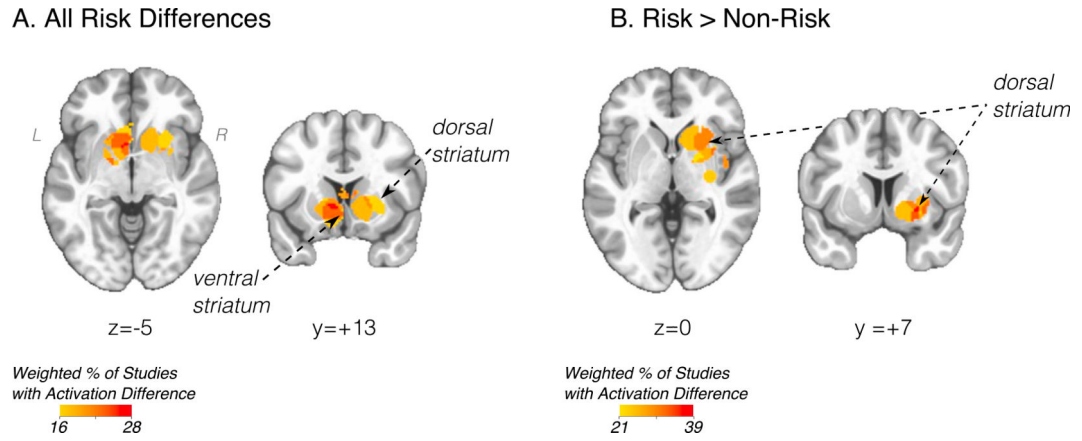 A. All Risk Differences
L
R
dorsal
striatum
ventral
striatum
z=-5
y=+13
Weighted % of Studies
with Activation Difference
16
28
B. Risk > Non-Risk
dorsal
striatum
z=0
y =+7
Weighted % of Studies
with Activation Difference
21
39